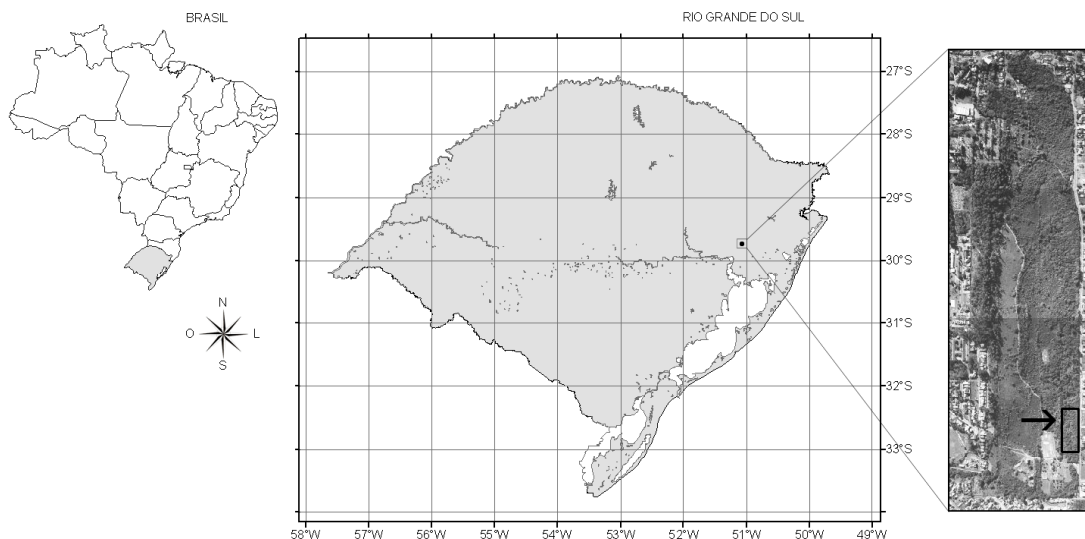 BRASIL
RIO GRANDE DO SUL
27°S
28°S
29°S
30°S
31°S
32°S
33°S
N
O L
S
58°W 57°W 56°W 55°W 54°W 53°W 52°W 51°W 50°W 49°W